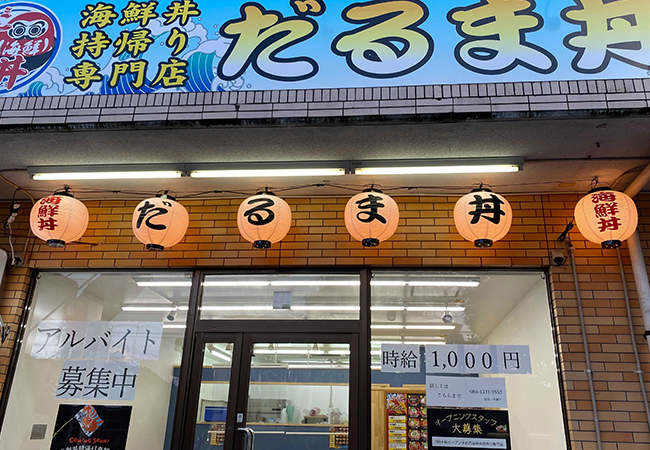 海鮮丼
持帰り
専門店
だるま丼
(海鮮)
丼
海鮮丼
だ
る
ま
丼
海鮮丼
アルバイト
募集中
時給 1,000円
詳しくは
こちらまで
オープニングスタッフ
大募集